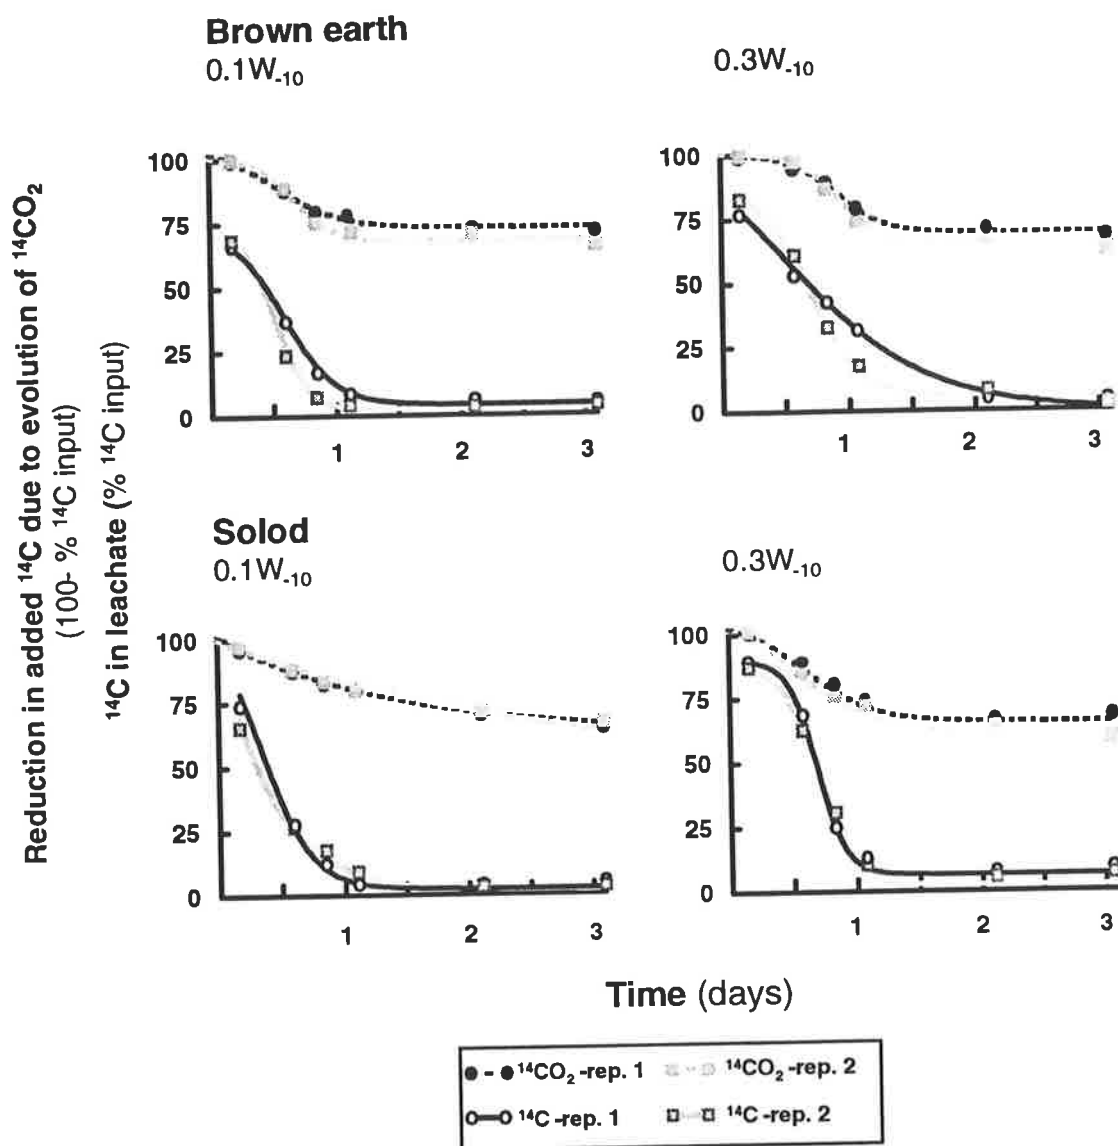 Brown earth
0.1W₋₁₀
0.3W₋₁₀
Reduction in added ¹⁴C due to evolution of ¹⁴CO₂
(100- % ¹⁴C input)
¹⁴C in leachate (% ¹⁴C input)
100
75
50
25
0
1
2
3
100
75
50
25
0
1
2
3
Solod
0.1W₋₁₀
0.3W₋₁₀
100
75
50
25
0
1
2
3
100
75
50
25
0
1
2
3
Time (days)
¹⁴CO₂-rep. 1
¹⁴CO₂-rep. 2
¹⁴C-rep. 1
¹⁴C-rep. 2